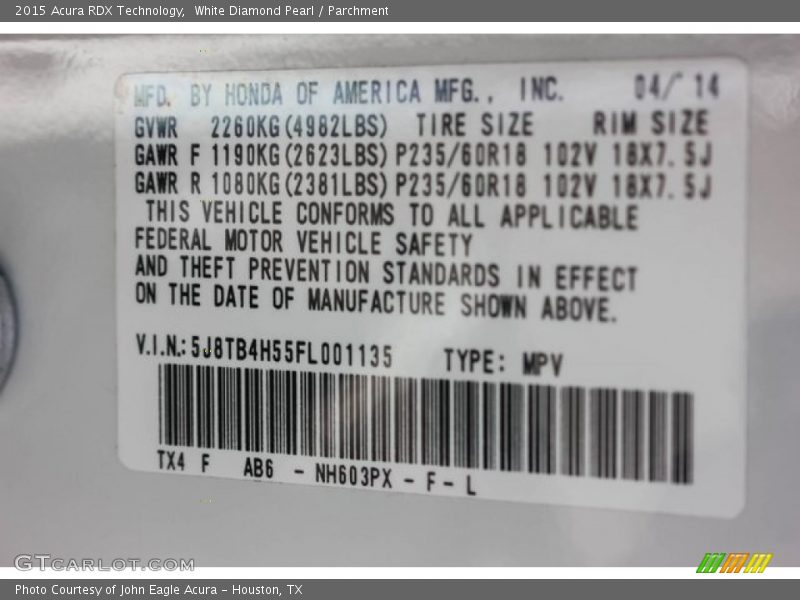 2015 Acura RDX Technology,  White Diamond Pearl / Parchment
MFD. BY HONDA OF AMERICA MFG., INC. 04/14
GVWR 2260KG(4982LBS) TIRE SIZE RIM SIZE
GAWR F 1190KG(2623LBS) P235/60R18 102V 18X7.5J
GAWR R 1080KG(2381LBS) P235/60R18 102V 18X7.5J
THIS VEHICLE CONFORMS TO ALL APPLICABLE
FEDERAL MOTOR VEHICLE SAFETY
AND THEFT PREVENTION STANDARDS IN EFFECT
ON THE DATE OF MANUFACTURE SHOWN ABOVE.
V.I.N.: 5J8TB4H55FL001135 TYPE: MPV
TX4 F AB6 - NH603PX - F - L
GTCARLOT.COM
Photo Courtesy of John Eagle Acura - Houston, TX